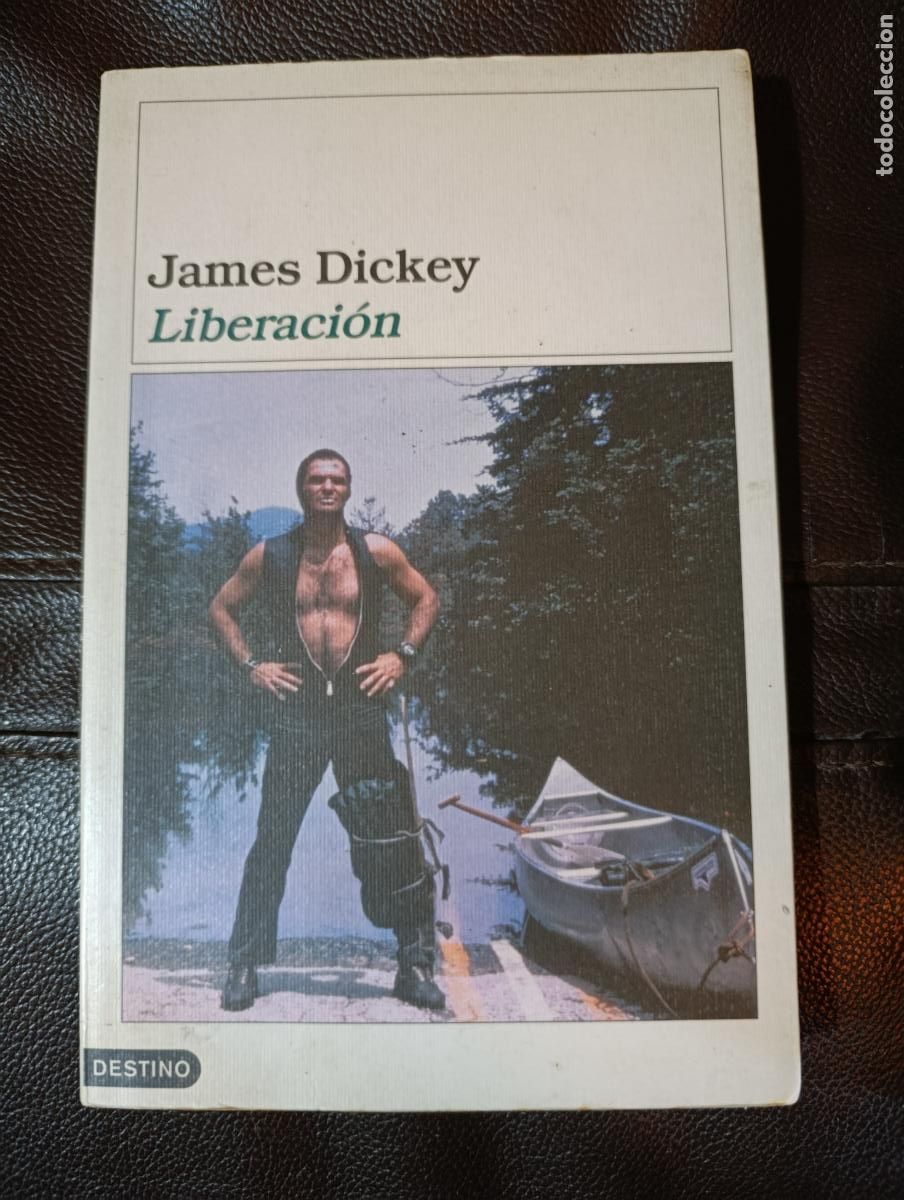 todocoleccion
James Dickey
Liberación
DESTINO